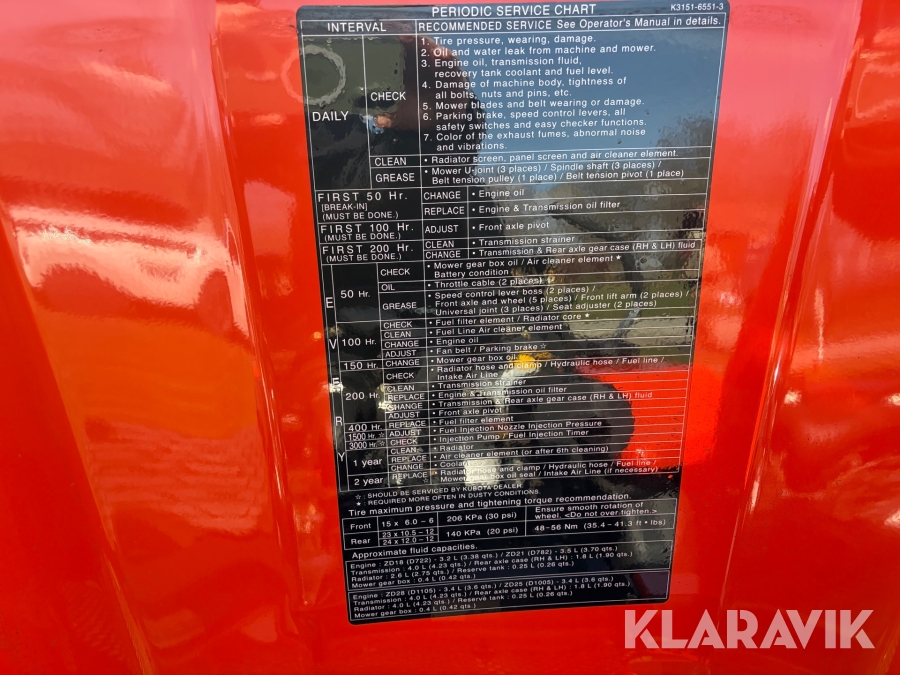 PERIODIC SERVICE CHART K3151-6551-3
INTERVAL RECOMMENDED SERVICE See Operator's Manual in details.
DAILY
CHECK
1. Tire pressure, wearing, damage.
2. Oil and water leak from machine and mower.
3. Engine oil, transmission fluid,
recovery tank coolant and fuel level.
4. Damage of machine body, tightness of
all bolts, nuts and pins, etc.
5. Mower blades and belt wearing or damage.
6. Parking brake, speed control levers, all
safety switches and easy checker functions.
7. Color of the exhaust fumes, abnormal noise
and vibrations.
CLEAN • Radiator screen, panel screen and air cleaner element.
GREASE • Mower U-joint (3 places) / Spindle shaft (3 places) /
Belt tension pulley (1 place) / Belt tension pivot (1 place)
FIRST 50 Hr.
[BREAK-IN]
(MUST BE DONE.)
CHANGE • Engine oil
REPLACE • Engine & Transmission oil filter
FIRST 100 Hr.
(MUST BE DONE.)
ADJUST • Front axle pivot
FIRST 200 Hr.
(MUST BE DONE.)
CLEAN • Transmission strainer
CHANGE • Transmission & Rear axle gear case (RH & LH) fluid
EVERY
50 Hr.
CHECK • Mower gear box oil / Air cleaner element ★
Battery condition
OIL • Throttle cable (2 places)
GREASE • Speed control lever boss (2 places) /
Front axle and wheel (5 places) / Front lift arm (2 places) /
Universal joint (3 places) / Seat adjuster (2 places)
100 Hr.
CHECK • Fuel filter element / Radiator core ★
CLEAN • Fuel Line Air cleaner element
CHANGE • Engine oil
ADJUST • Fan belt / Parking brake ☆
150 Hr. CHANGE • Mower gear box oil
200 Hr.
CHECK • Radiator hose and clamp / Hydraulic hose / Fuel line /
Intake Air Line
CLEAN • Transmission strainer
REPLACE • Engine & Transmission oil filter
CHANGE • Transmission & Rear axle gear case (RH & LH) fluid
ADJUST • Front axle pivot
400 Hr. REPLACE • Fuel filter element
1500 Hr. ☆ ADJUST • Fuel Injection Nozzle Injection Pressure
3000 Hr. ☆ CHECK • Injection Pump / Fuel Injection Timer
1 year
CLEAN • Radiator
REPLACE • Air cleaner element (or after 6th cleaning)
2 year
CHANGE • Coolant
REPLACE • Radiator hose and clamp / Hydraulic hose / Fuel line /
Mower gear box oil seal / Intake Air Line (if necessary)
☆ : SHOULD BE SERVICED BY KUBOTA DEALER.
★ : REQUIRED MORE OFTEN IN DUSTY CONDITIONS.
Tire maximum pressure and tightening torque recommendation.
Front 15 x 6.0 – 6 206 KPa (30 psi) Ensure smooth rotation of
wheel. <Do not over tighten.>
Rear 23 x 10.5 – 12
24 x 12.0 – 12
140 KPa (20 psi) 48–56 Nm (35.4 – 41.3 ft • lbs)
Approximate fluid capacities.
Engine : ZD18 (D722) - 3.2 L (3.38 qts.) / ZD21 (D782) - 3.5 L (3.70 qts.)
Transmission : 4.0 L (4.23 qts.) / Rear axle case (RH & LH) : 1.8 L (1.90 qts.)
Radiator : 2.6 L (2.75 qts.) / Reserve tank : 0.25 L (0.26 qts.)
Mower gear box : 0.4 L (0.42 qts.)
Engine : ZD28 (D1105) - 3.4 L (3.6 qts.) / ZD25 (D1005) - 3.4 L (3.6 qts.)
Transmission : 4.0 L (4.23 qts.) / Rear axle case (RH & LH) : 1.8 L (1.90 qts.)
Radiator : 4.0 L (4.23 qts.) / Reserve tank : 0.25 L (0.26 qts.)
Mower gear box : 0.4 L (0.42 qts.)
KLARAVIK